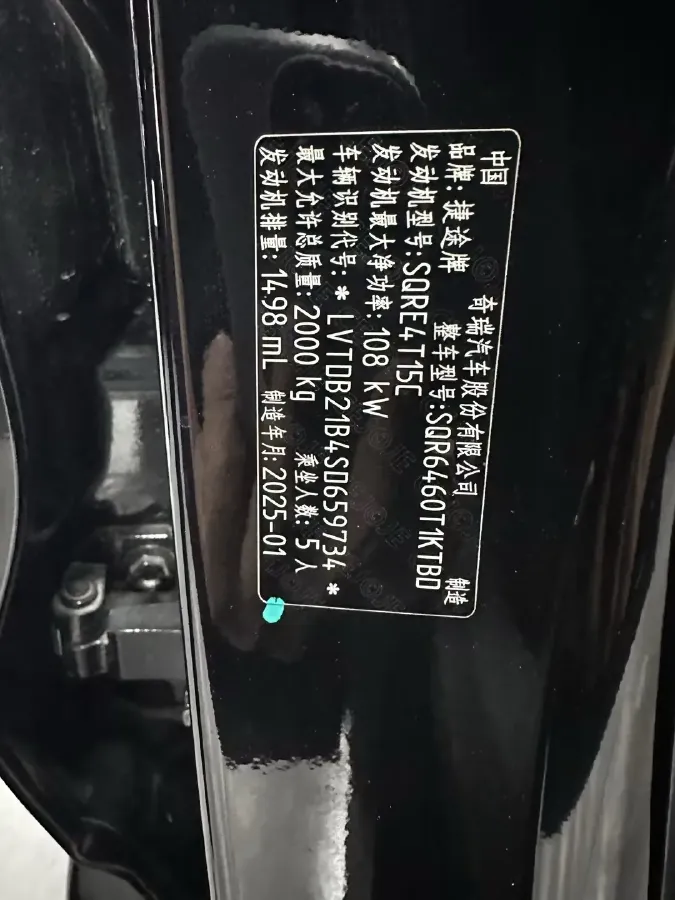 中国 奇瑞汽车股份有限公司 制造
品牌: 捷途牌 整车型号:SQR6460T1KTBD
发动机型号:SQRE4T15C
发动机最大净功率: 108 kW
车辆识别代号: * LVTDB21B4SD659734 *
最大允许总质量: 2000 kg 乘坐人数: 5 人
发动机排量: 1498 mL 制造年月: 2025-01